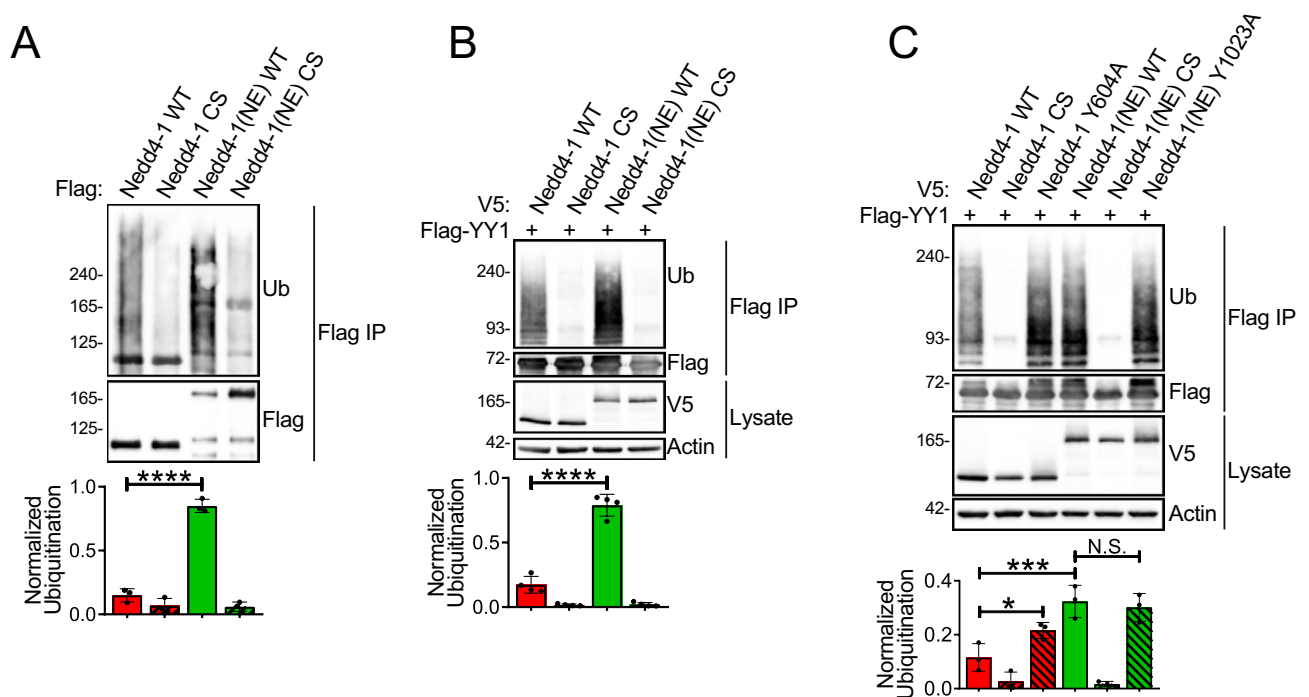 A
Flag:
Nedd4-1 WT
Nedd4-1 CS
Nedd4-1(NE) WT
Nedd4-1(NE) CS
240-
165-
125-
Ub
165-
125-
Flag
Flag IP
****
Normalized
Ubiquitination
1.0
0.5
0.0
B
V5:
Nedd4-1 WT
Nedd4-1 CS
Nedd4-1(NE) WT
Nedd4-1(NE) CS
Flag-YY1 + + + +
240-
93-
Ub
72-
Flag
Flag IP
165-
V5
42-
Actin
Lysate
****
Normalized
Ubiquitination
1.0
0.5
0.0
C
V5:
Nedd4-1 WT
Nedd4-1 CS
Nedd4-1 Y604A
Nedd4-1(NE) WT
Nedd4-1(NE) CS
Nedd4-1(NE) Y1023A
Flag-YY1 + + + + + +
240-
93-
Ub
72-
Flag
Flag IP
165-
V5
42-
Actin
Lysate
N.S.
***
*
Normalized
Ubiquitination
0.4
0.2
0.0